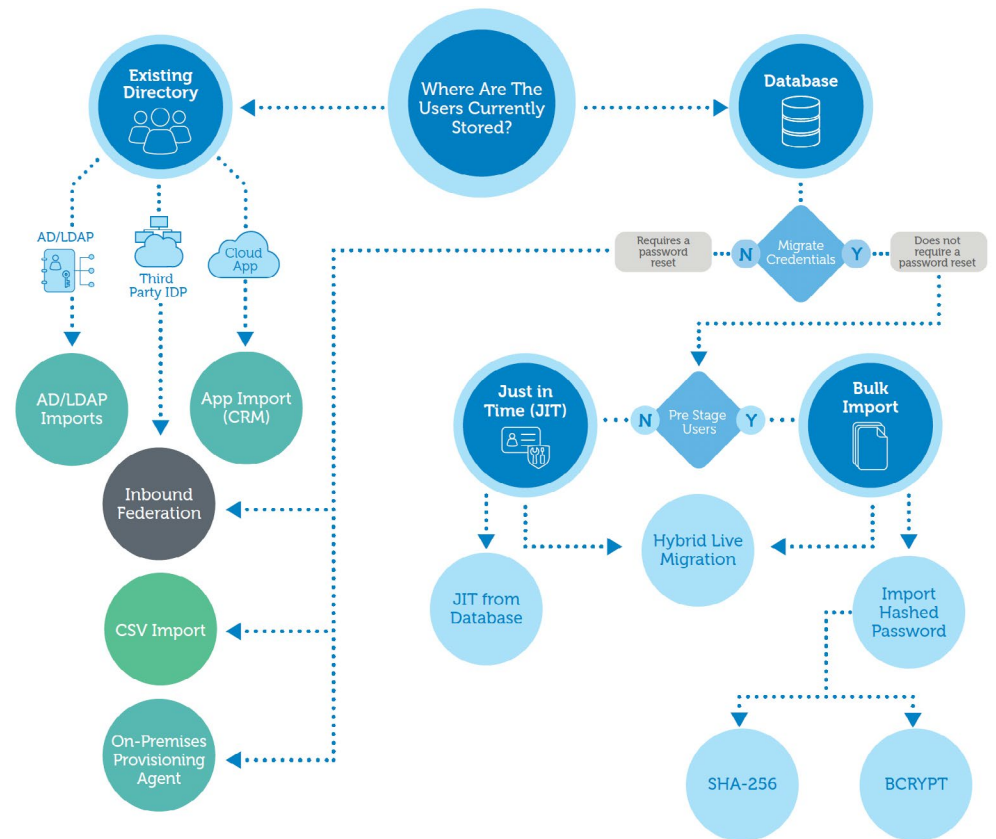 Existing
Directory
Where Are The
Users Currently
Stored?
Database
AD/LDAP
Third
Party IDP
Cloud
App
Requires a
password
reset
N
Migrate
Credentials
Y
Does not
require a
password reset
AD/LDAP
Imports
App Import
(CRM)
Just in
Time (JIT)
N
Pre Stage
Users
Y
Bulk
Import
Inbound
Federation
Hybrid Live
Migration
JIT from
Database
Import
Hashed
Password
CSV Import
On-Premises
Provisioning
Agent
SHA-256
BCRYPT